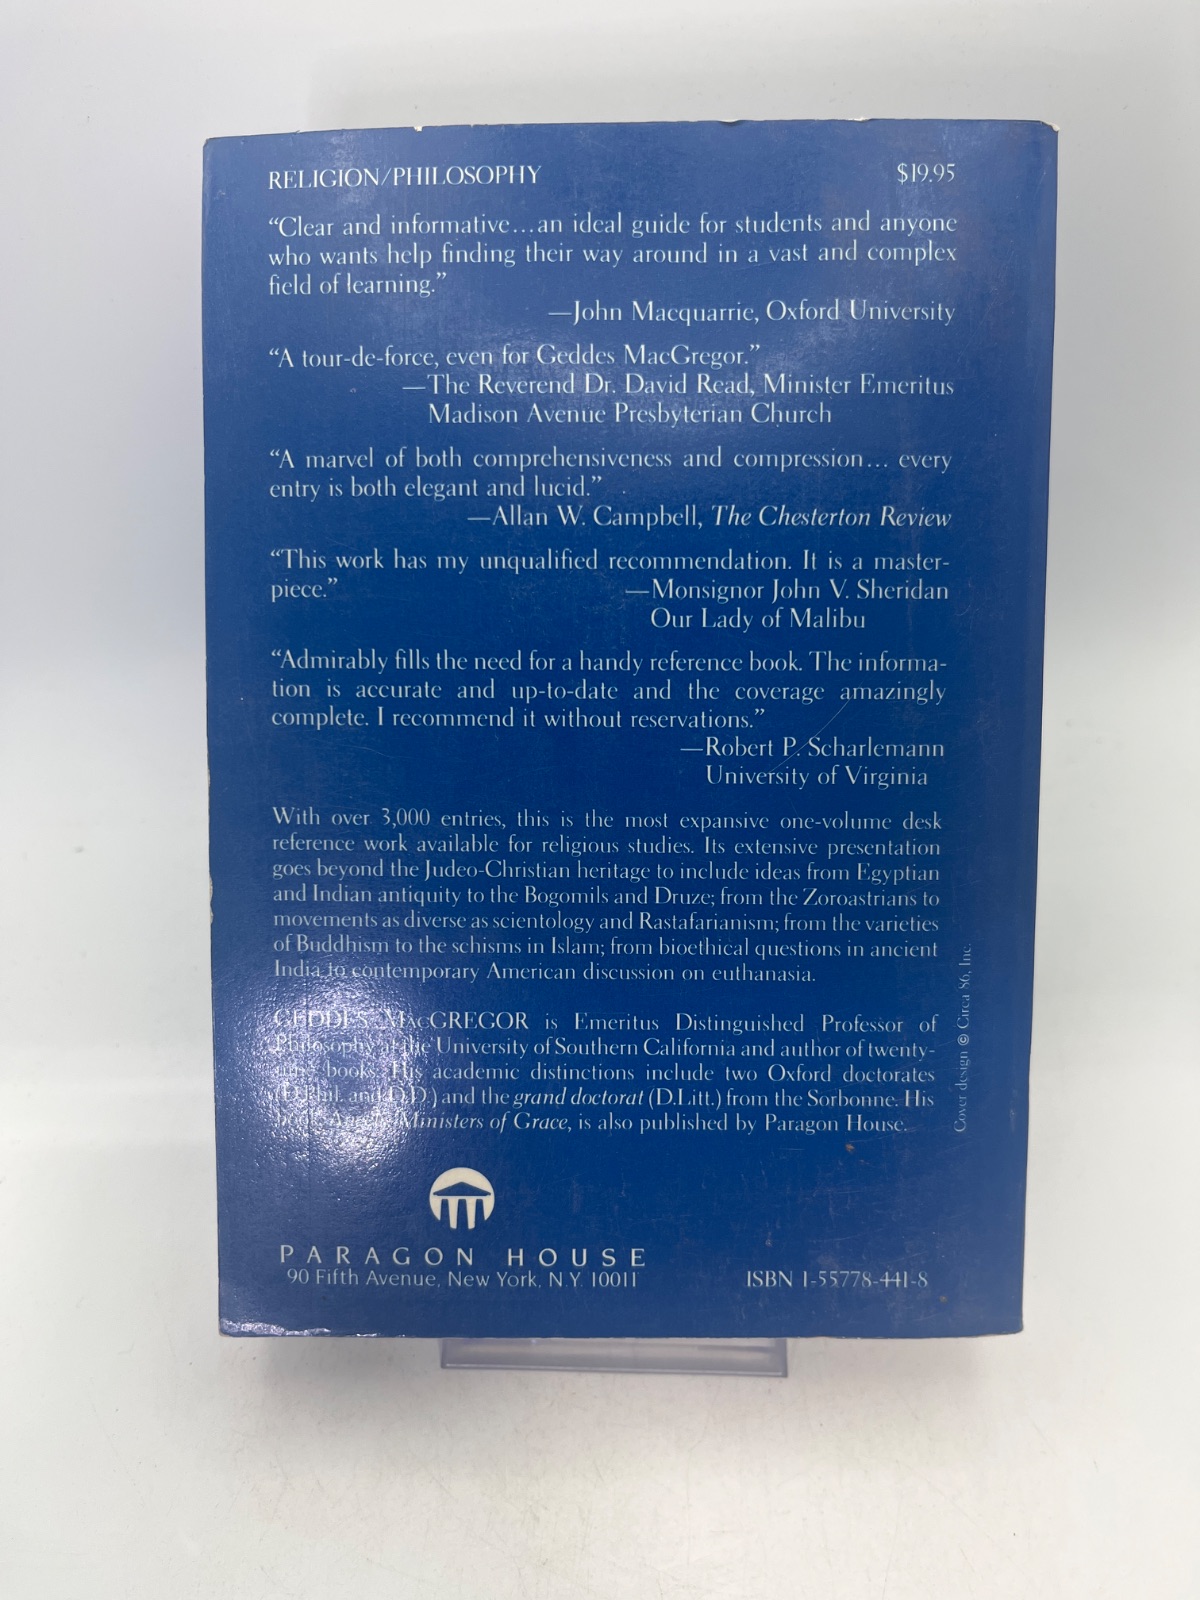 RELIGION/PHILOSOPHY $19.95
“Clear and informative...an ideal guide for students and anyone
who wants help finding their way around in a vast and complex
field of learning.”
—John Macquarrie, Oxford University
“A tour-de-force, even for Geddes MacGregor.”
—The Reverend Dr. David Read, Minister Emeritus
Madison Avenue Presbyterian Church
“A marvel of both comprehensiveness and compression... every
entry is both elegant and lucid.”
—Allan W. Campbell, The Chesterton Review
“This work has my unqualified recommendation. It is a master-
piece.” —Monsignor John V. Sheridan
Our Lady of Malibu
“Admirably fills the need for a handy reference book. The informa-
tion is accurate and up-to-date and the coverage amazingly
complete. I recommend it without reservations.”
—Robert P. Scharlemann
University of Virginia
With over 3,000 entries, this is the most expansive one-volume desk
reference work available for religious studies. Its extensive presentation
goes beyond the Judeo-Christian heritage to include ideas from Egyptian
and Indian antiquity to the Bogomils and Druze; from the Zoroastrians to
movements as diverse as scientology and Rastafarianism; from the varieties
of Buddhism to the schisms in Islam; from bioethical questions in ancient
India to contemporary American discussion on euthanasia.
GEDDES MacGREGOR is Emeritus Distinguished Professor of
Philosophy at the University of Southern California and author of twenty-
books. His academic distinctions include two Oxford doctorates
(D.Phil. and D.D.) and the grand doctorat (D.Litt.) from the Sorbonne. His
Ministers of Grace, is also published by Paragon House.
Cover design © Circa 86, Inc.
PARAGON HOUSE
90 Fifth Avenue, New York, N.Y. 10011
ISBN 1-55778-441-8